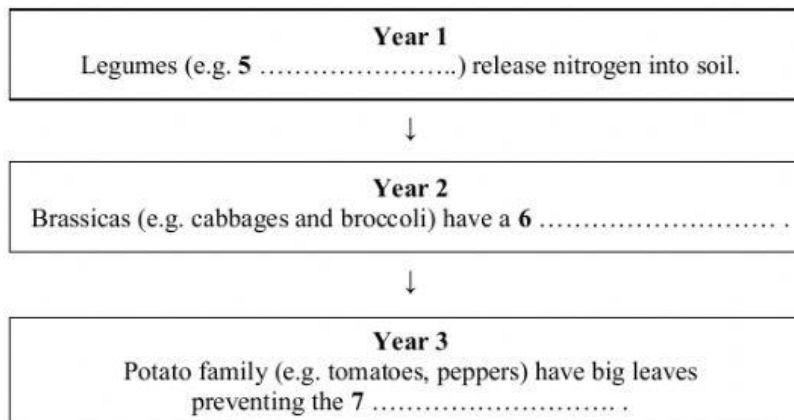 Year 1
Legumes (e.g. 5 ........................) release nitrogen into soil.
↓
Year 2
Brassicas (e.g. cabbages and broccoli) have a 6 ............................ .
↓
Year 3
Potato family (e.g. tomatoes, peppers) have big leaves
preventing the 7 ............................. .